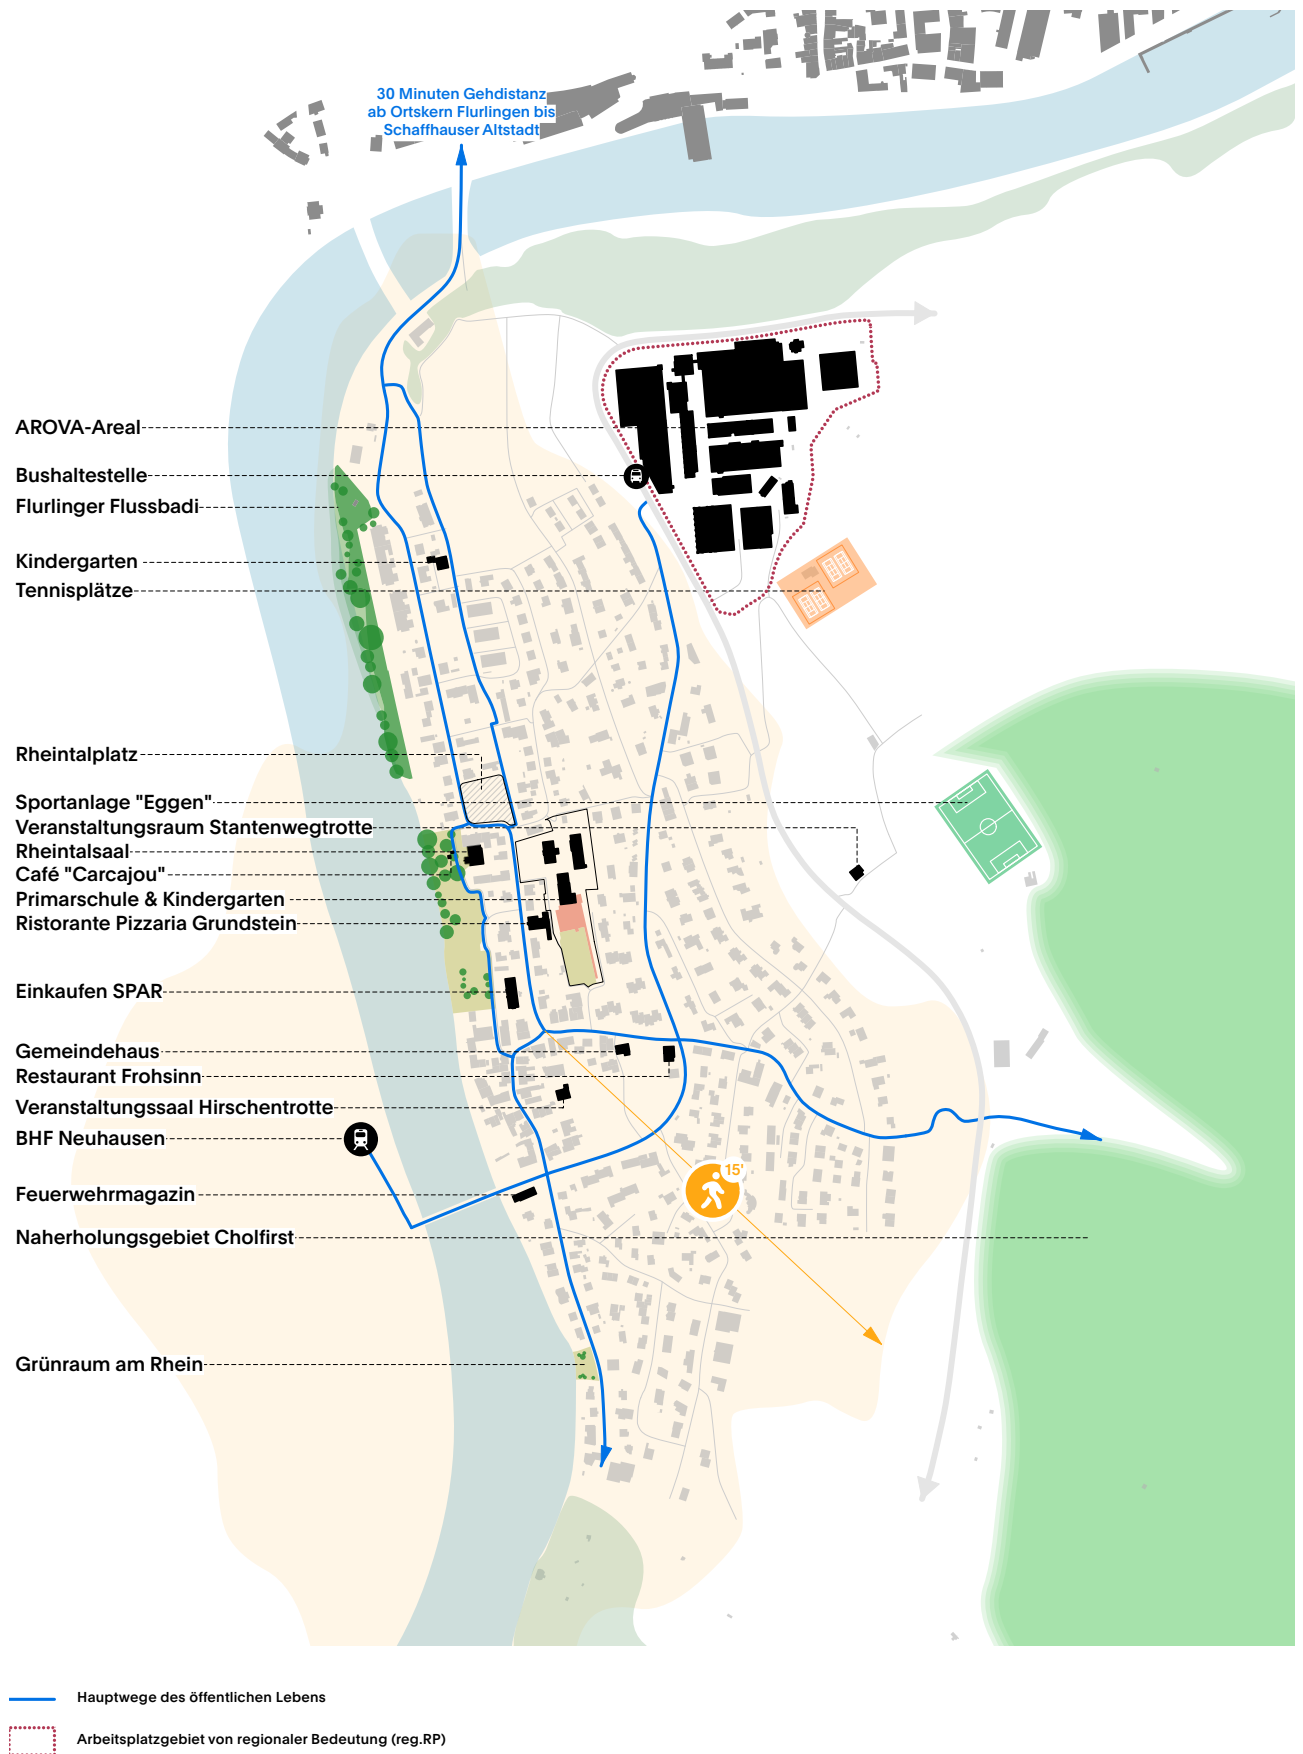 30 Minuten Gehdistanz
ab Ortskern Flurlingen bis
Schaffhauser Altstadt
AROVA-Areal
Bushaltestelle
Flurlinger Flussbadi
Kindergarten
Tennisplätze
Rheintalplatz
Sportanlage "Eggen"
Veranstaltungsraum Stantenwegtrotte
Rheintalsaal
Café "Carcajou"
Primarschule & Kindergarten
Ristorante Pizzaria Grundstein
Einkaufen SPAR
Gemeindehaus
Restaurant Frohsinn
Veranstaltungssaal Hirschentrotte
BHF Neuhausen
15'
Feuerwehrmagazin
Naherholungsgebiet Cholfirst
Grünraum am Rhein
Hauptwege des öffentlichen Lebens
Arbeitsplatzgebiet von regionaler Bedeutung (reg.RP)